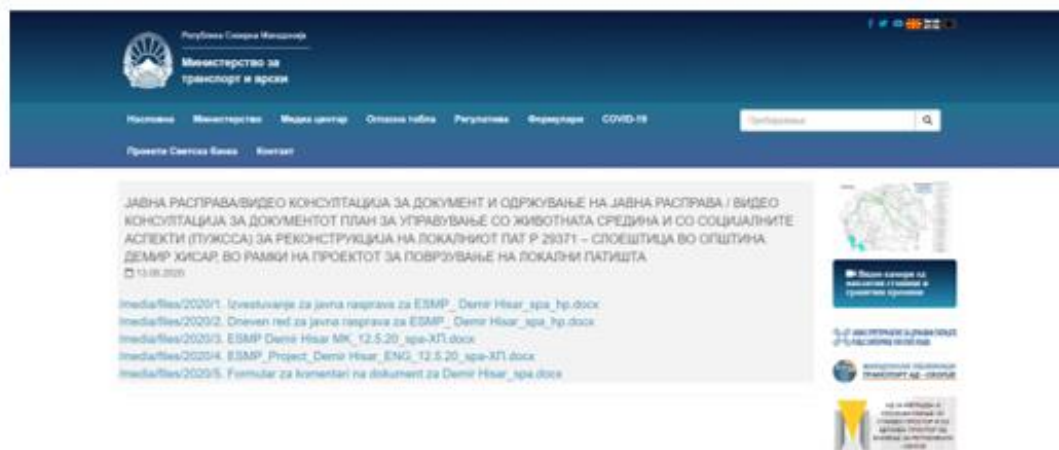 Република Северна Македонија
Министерство за
транспорт и врски
Насловна Министерство Медиа центар Огласна табла Регулатива Формулари COVID-19
Пребарување
Проекти Светска Банка Контакт
ЈАВНА РАСПРАВА/ВИДЕО КОНСУЛТАЦИЈА ЗА ДОКУМЕНТ И ОДРЖУВАЊЕ НА ЈАВНА РАСПРАВА / ВИДЕО
КОНСУЛТАЦИЈА ЗА ДОКУМЕНТОТ ПЛАН ЗА УПРАВУВАЊЕ СО ЖИВОТНАТА СРЕДИНА И СО СОЦИЈАЛНИТЕ
АСПЕКТИ (ПУЖССА) ЗА РЕКОНСТРУКЦИЈА НА ЛОКАЛНИОТ ПАТ Р 29371 – СЛОЕШТИЦА ВО ОПШТИНА
ДЕМИР ХИСАР, ВО РАМКИ НА ПРОЕКТОТ ЗА ПОВРЗУВАЊЕ НА ЛОКАЛНИ ПАТИШТА
/media/files/2020/1. Izvestuvanje za javna rasprava za ESMP_ Demir Hisar_spa_hp.docx
/media/files/2020/2. Dneven red za javna rasprava za ESMP_ Demir Hisar_spa_hp.docx
/media/files/2020/3. ESMP Demir Hisar MK_12.5.20_spa-ХП.docx
/media/files/2020/4. ESMP_Project_Demir Hisar_ENG_12.5.20_spa-ХП.docx
/media/files/2020/5. Formular za komentari na dokument za Demir Hisar_spa.docx